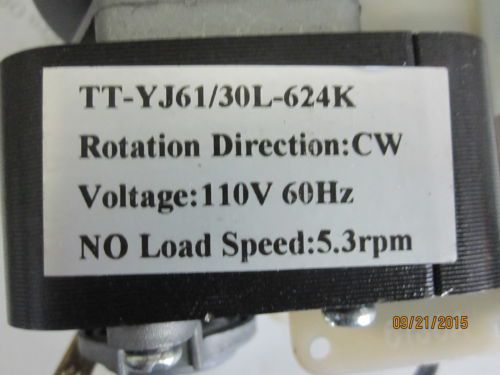 TT-YJ61/30L-624K
Rotation Direction:CW
Voltage:110V 60Hz
NO Load Speed:5.3rpm
09/21/2015